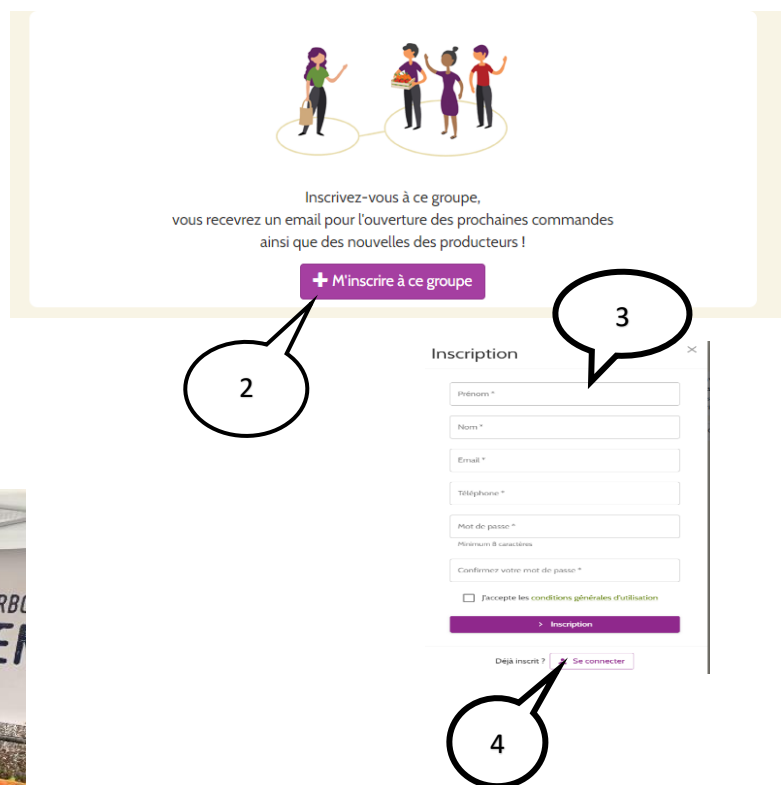 Inscrivez-vous à ce groupe,
vous recevrez un email pour l'ouverture des prochaines commandes
ainsi que des nouvelles des producteurs !
M'inscrire à ce groupe
3
2
Inscription
Prénom *
Nom *
Email *
Téléphone *
Mot de passe *
Minimum 8 caractères
Confirmez votre mot de passe *
J'accepte les conditions générales d'utilisation
> Inscription
Déjà inscrit ? Se connecter
4